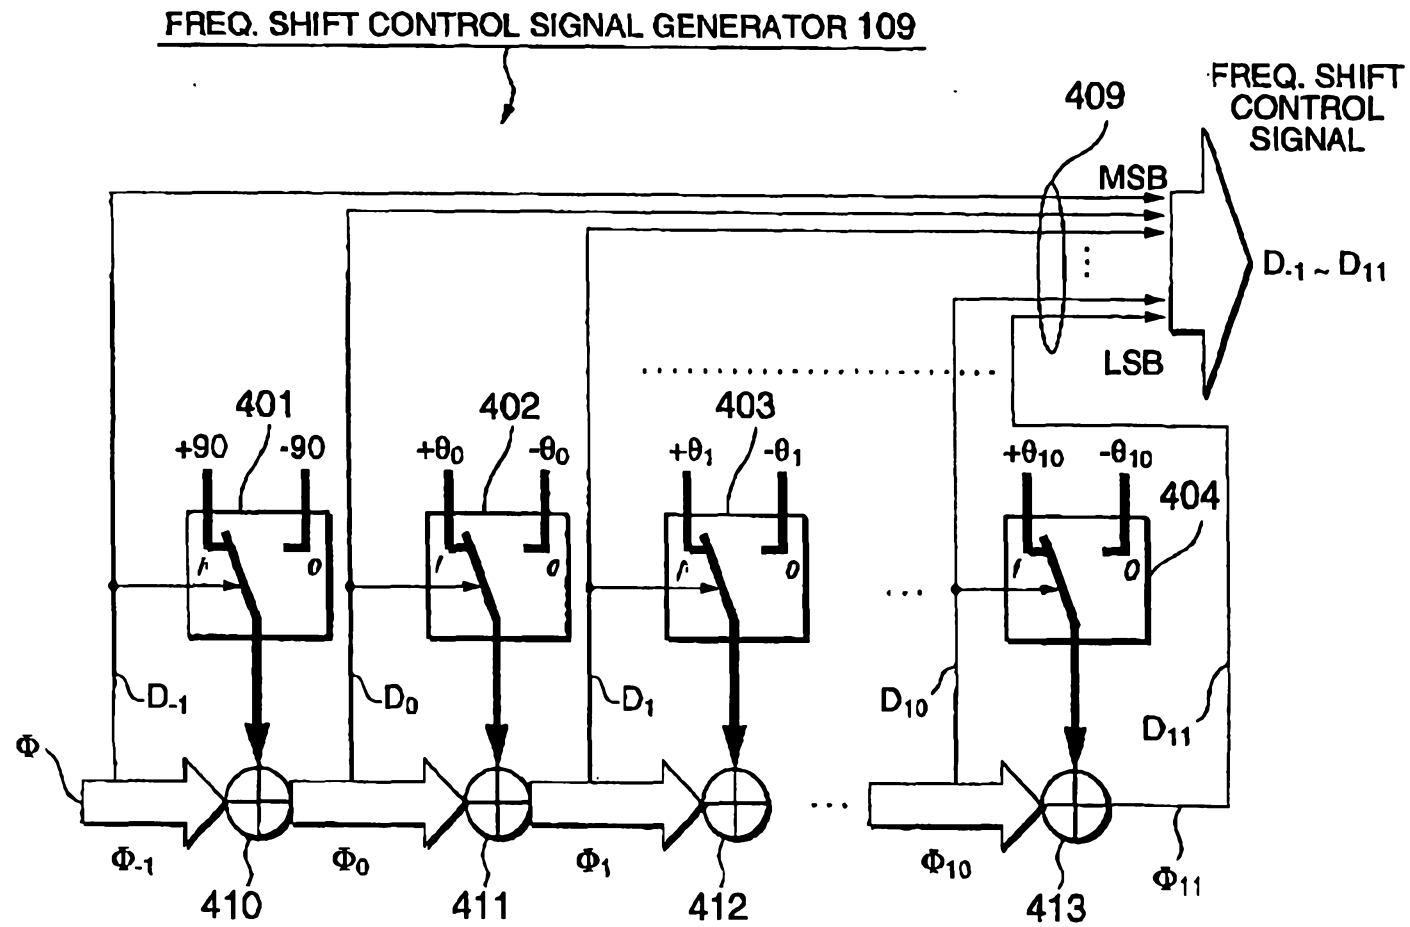 FREQ. SHIFT CONTROL SIGNAL GENERATOR 109
FREQ. SHIFT
CONTROL
SIGNAL
409
MSB
D-1 ~ D11
LSB
401
402
403
+90 -90
+θ0 -θ0
+θ1 -θ1
+θ10 -θ10
404
1 0
1 0
1 0
1 0
D-1
D0
D1
D10
D11
Φ
Φ-1
Φ0
Φ1
Φ10
Φ11
410
411
412
413